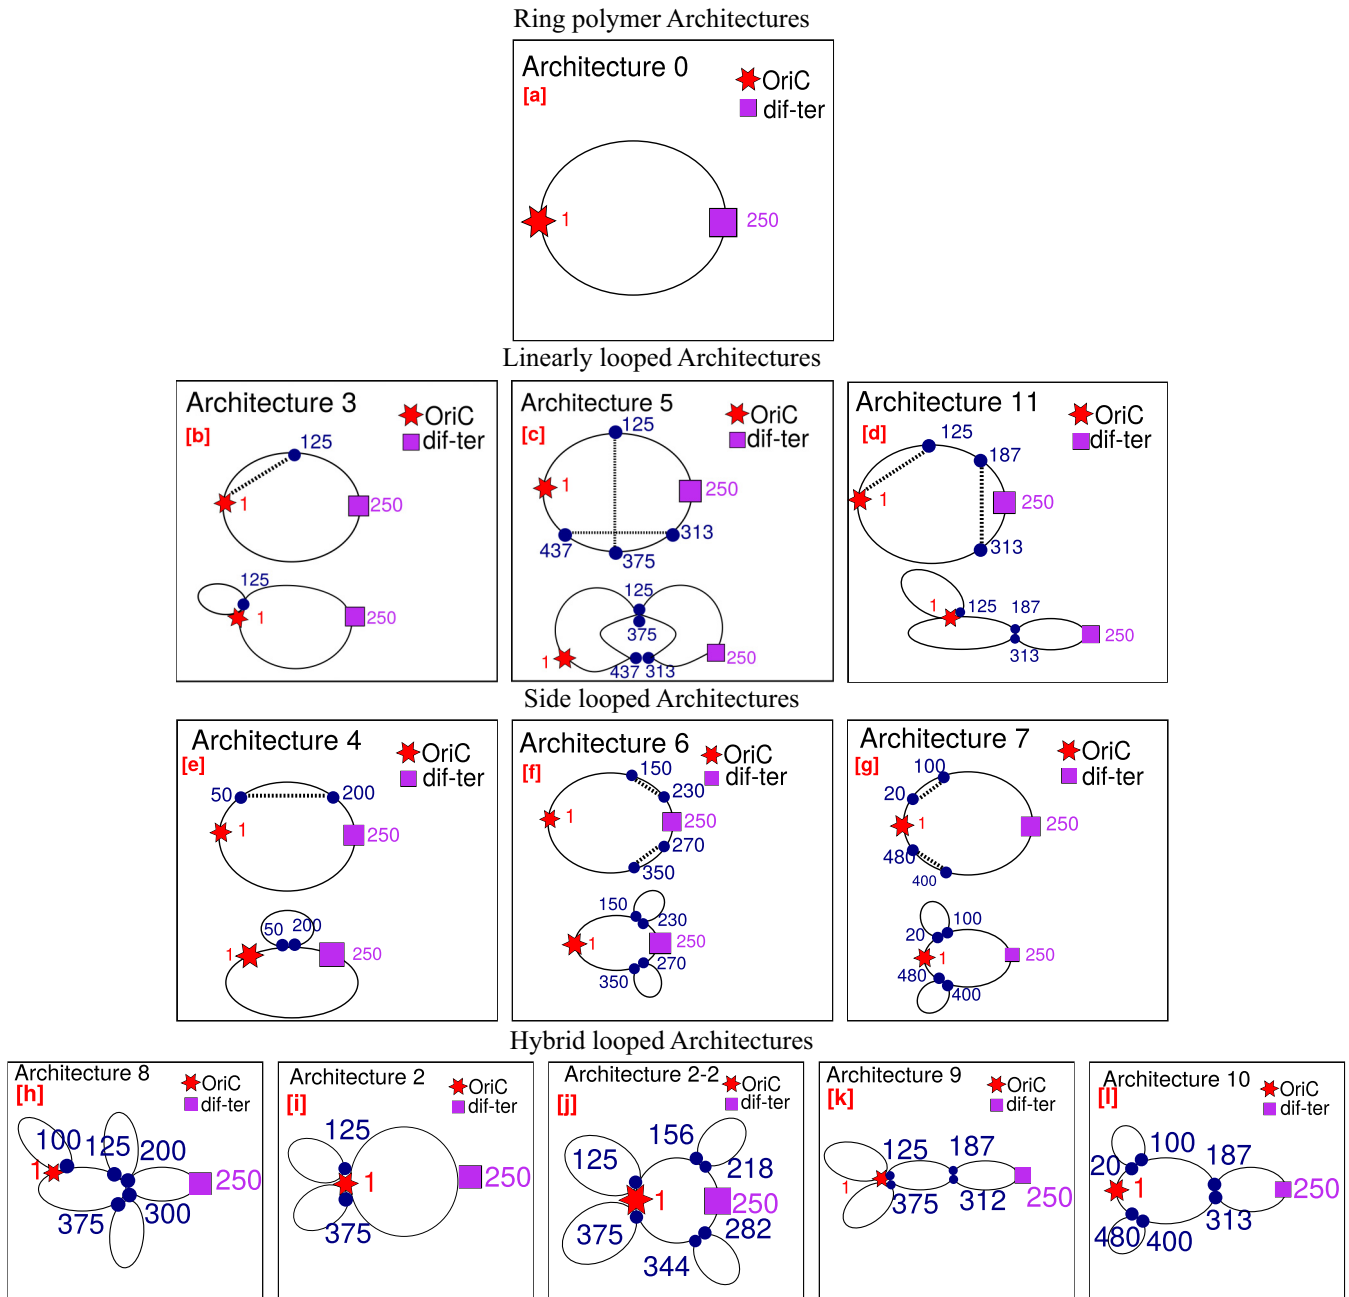 Ring polymer Architectures
Architecture 0
OriC
[a]
dif-ter
1
250
Linearly looped Architectures
Architecture 3
OriC
[b]
dif-ter
125
1
250
125
1
250
Architecture 5
OriC
[c]
dif-ter
125
1
250
437
313
375
125
375
1
250
437 313
Architecture 11
OriC
[d]
dif-ter
125
187
1
250
313
1
125
187
250
313
Side looped Architectures
Architecture 4
OriC
[e]
dif-ter
50
200
1
250
50
200
1
250
Architecture 6
OriC
[f]
dif-ter
150
230
1
250
270
350
150
230
1
250
270
350
Architecture 7
OriC
[g]
dif-ter
100
20
1
250
480
400
100
20
1
250
480
400
Hybrid looped Architectures
Architecture 8
OriC
[h]
dif-ter
100
125
200
1
250
375
300
Architecture 2
OriC
[i]
dif-ter
125
1
250
375
Architecture 2-2
OriC
[j]
dif-ter
156
125
218
1
250
375
282
344
Architecture 9
OriC
[k]
dif-ter
125
187
1
250
375
312
Architecture 10
OriC
[l]
dif-ter
100
20
187
1
250
313
480
400